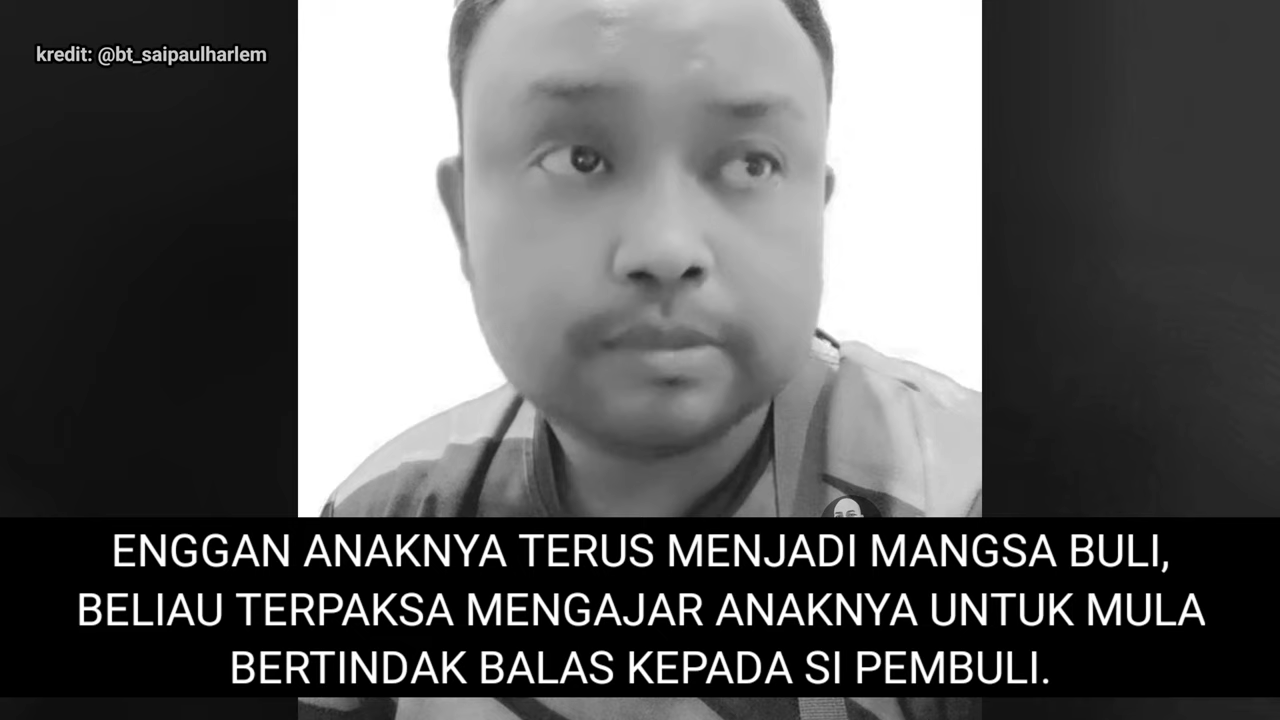 kredit: @bt_saipaulharlem
ENGGAN ANAKNYA TERUS MENJADI MANGSA BULI,
BELIAU TERPAKSA MENGAJAR ANAKNYA UNTUK MULA
BERTINDAK BALAS KEPADA SI PEMBULI.